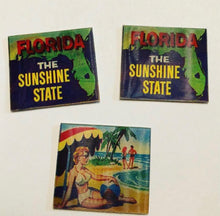 FLORIDA
THE
SUNSHINE
STATE
FLORIDA
THE
SUNSHINE
STATE